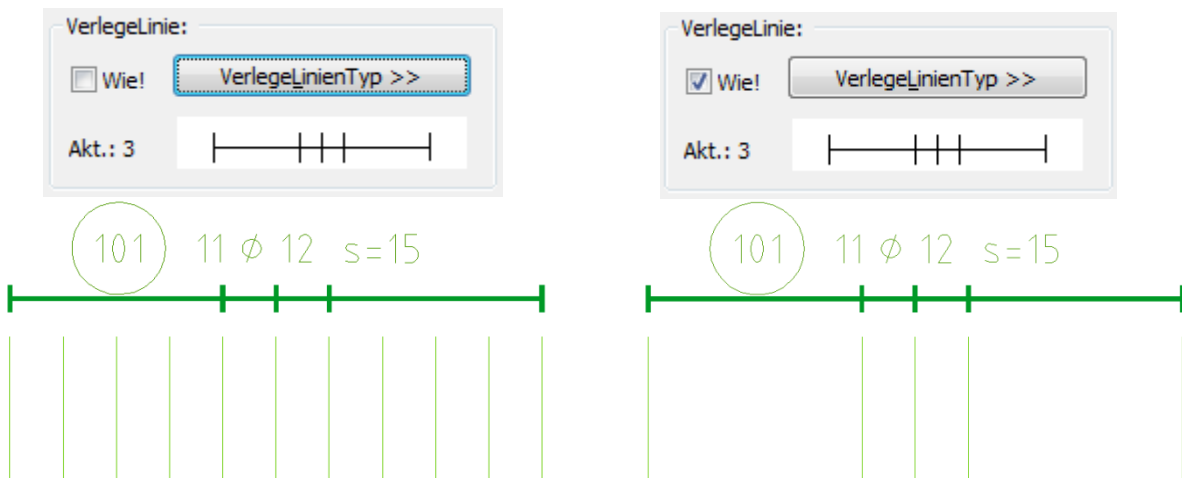 VerlegeLinie:
Wie! VerlegeLinienTyp >>
Akt.: 3
101 11 ϕ 12 s=15
VerlegeLinie:
Wie! VerlegeLinienTyp >>
Akt.: 3
101 11 ϕ 12 s=15